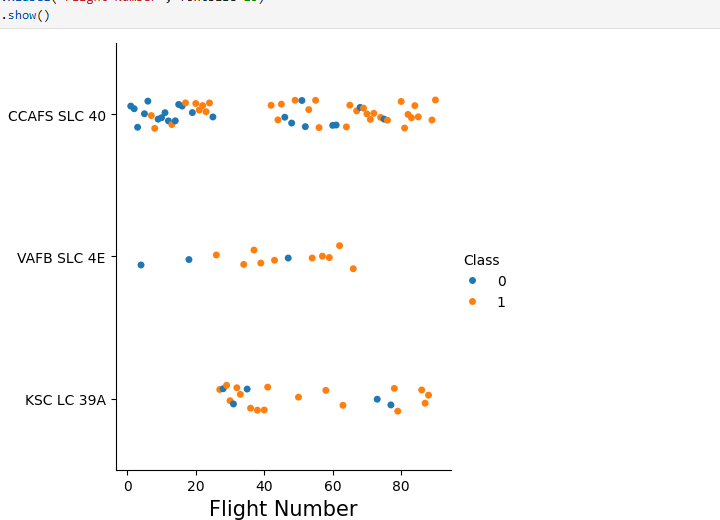 .show()
CCAFS SLC 40
VAFB SLC 4E
KSC LC 39A
Class
0
1
0 20 40 60 80
Flight Number